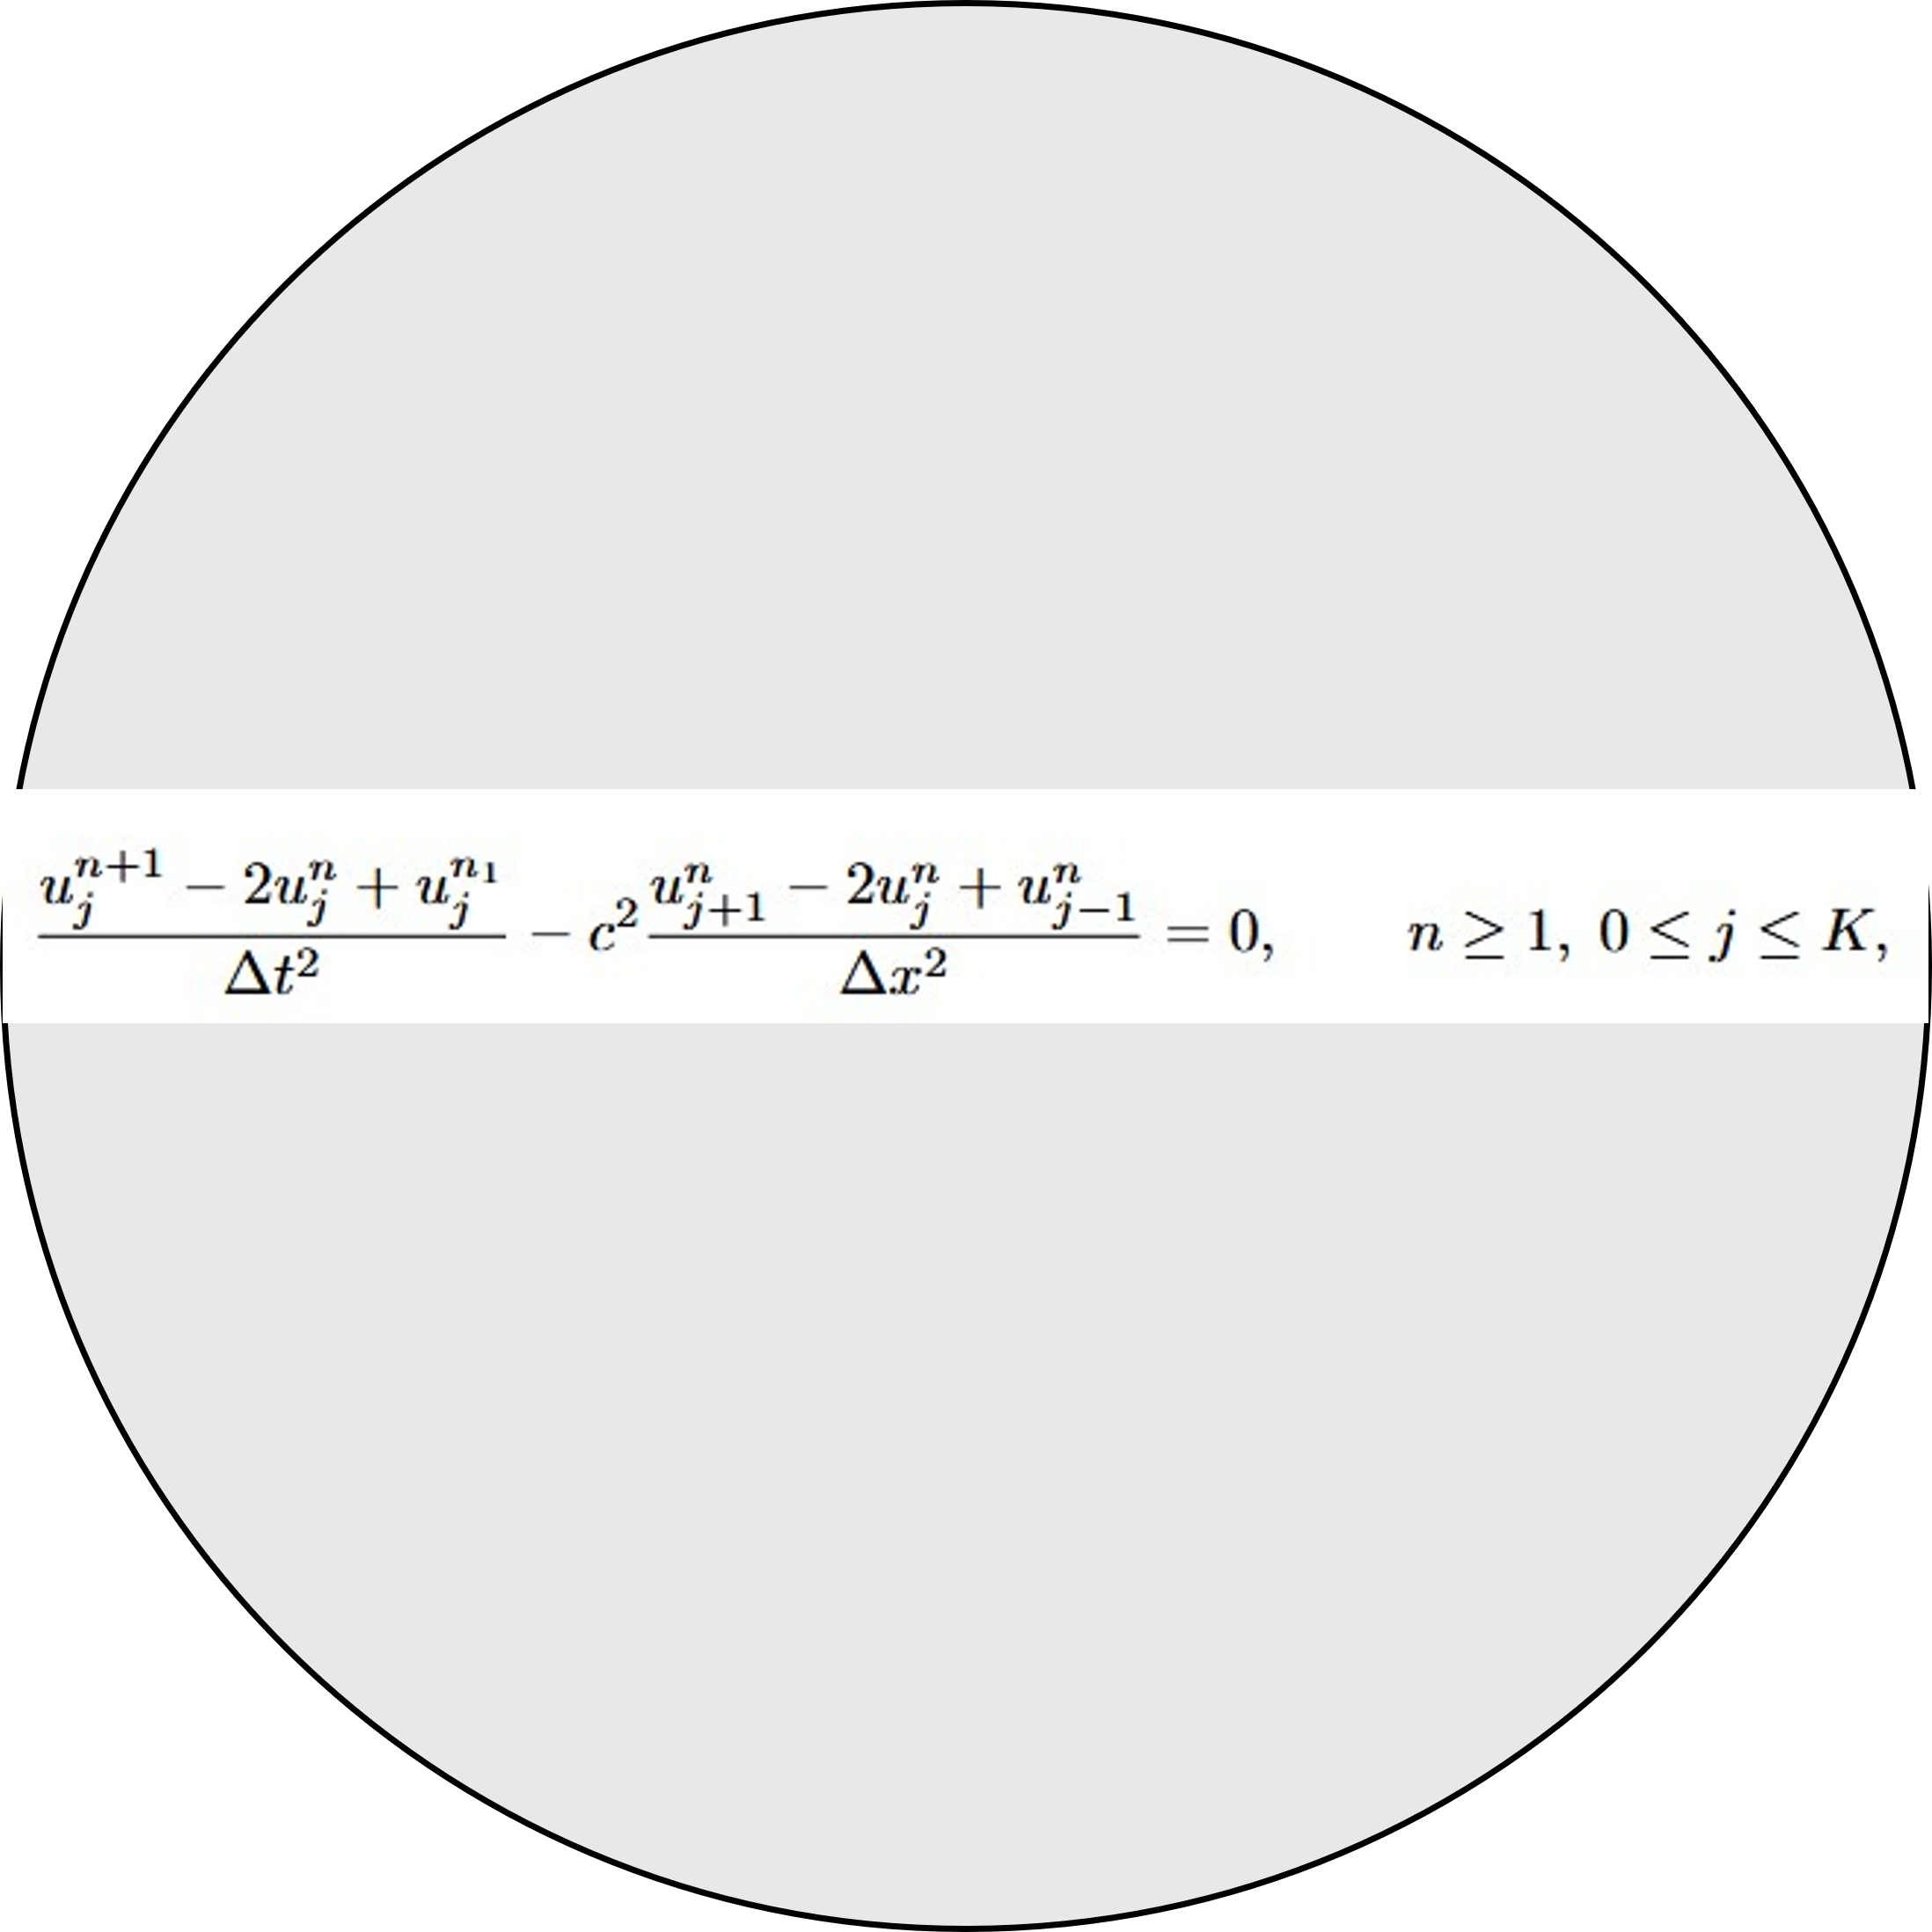 \frac{u_j^{n+1} - 2u_j^n + u_j^{n_1}}{\Delta t^2} - c^2 \frac{u_{j+1}^n - 2u_j^n + u_{j-1}^n}{\Delta x^2} = 0, \qquad n \geq 1, \; 0 \leq j \leq K,